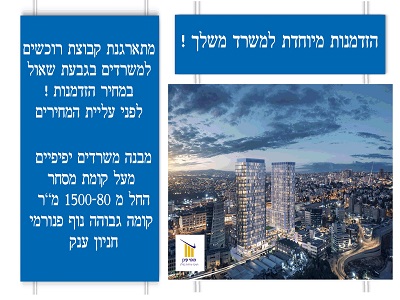 הזדמנות מיוחדת למשרד משלך !
מתארגנת קבוצת רוכשים
למשרדים בגבעת שאול
במחיר הזדמנות !
לפני עליית המחירים
מבנה משרדים יפיפיים
מעל קומת מסחר
החל מ 1500-80 מ"ר
קומה גבוהה נוף פנורמי
חניון ענק